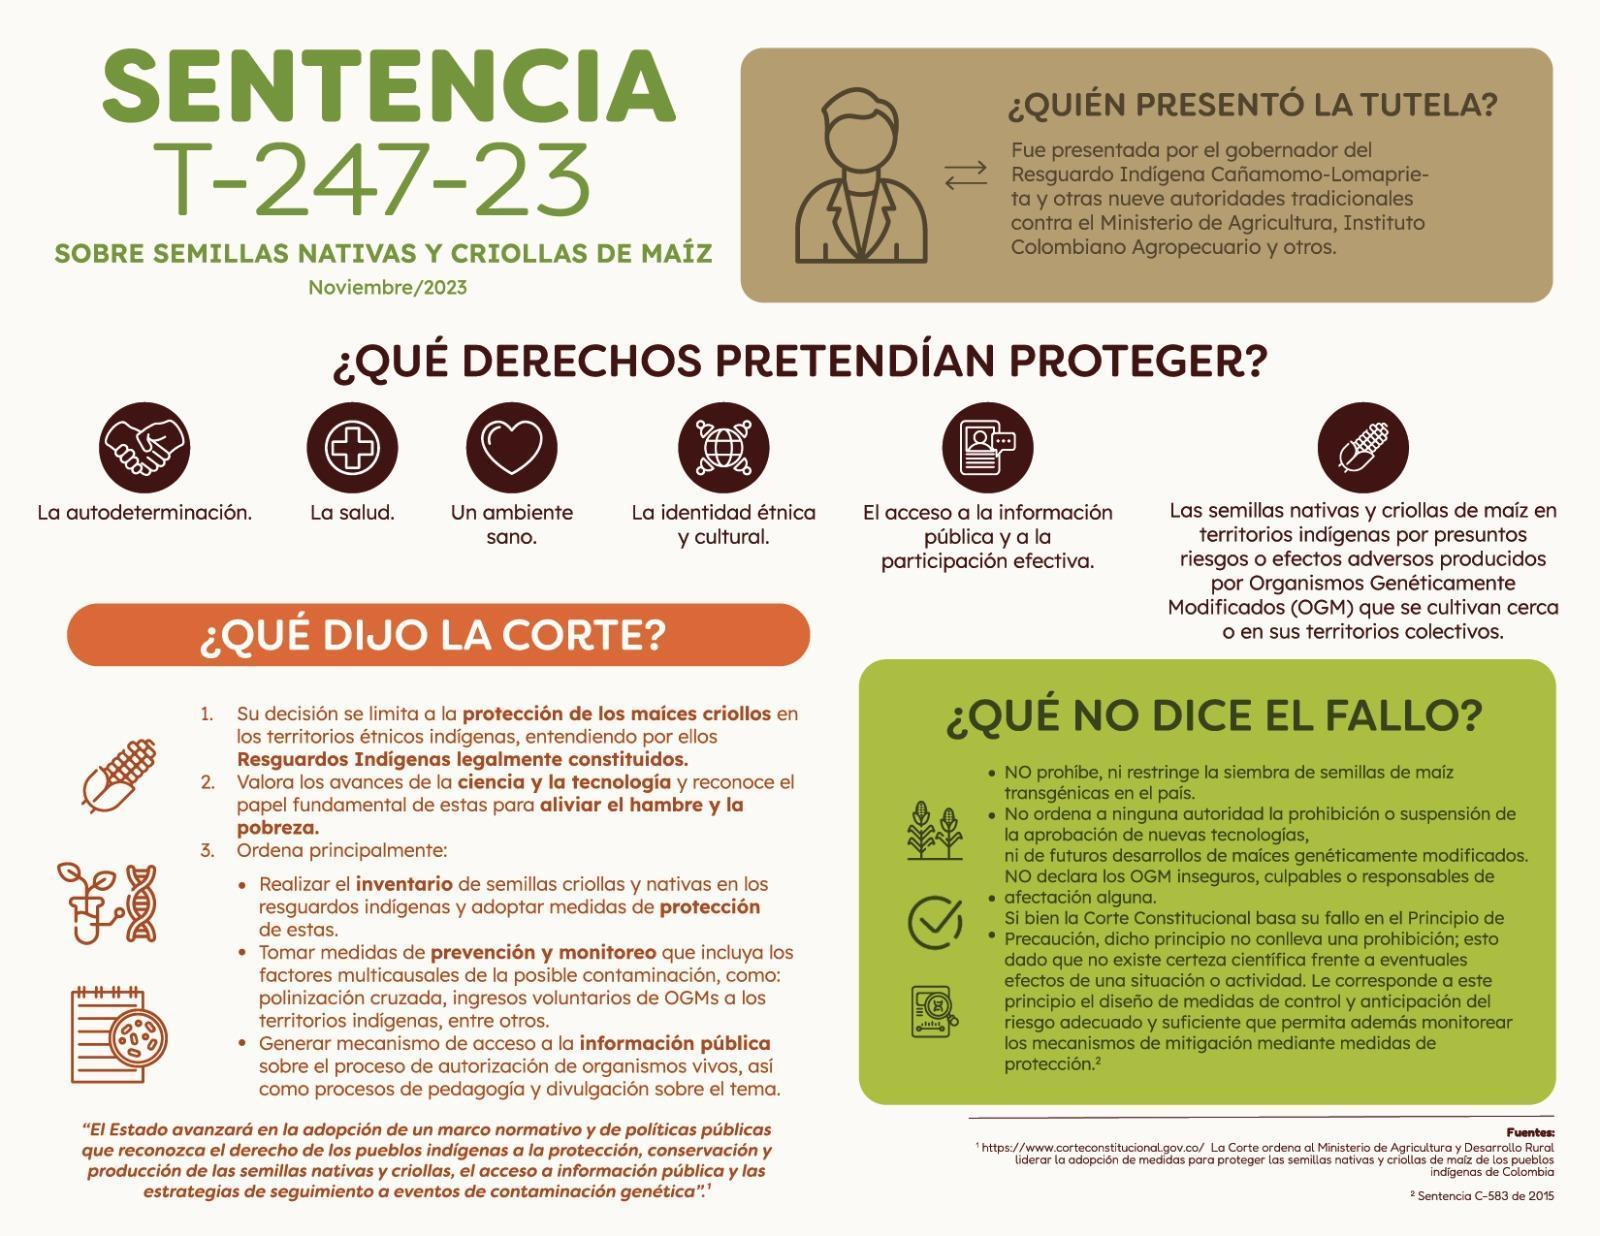 SENTENCIA
T-247-23
SOBRE SEMILLAS NATIVAS Y CRIOLLAS DE MAÍZ
Noviembre/2023
¿QUIÉN PRESENTÓ LA TUTELA?
Fue presentada por el gobernador del
Resguardo Indígena Cañamomo-Lomaprie-
ta y otras nueve autoridades tradicionales
contra el Ministerio de Agricultura, Instituto
Colombiano Agropecuario y otros.
¿QUÉ DERECHOS PRETENDÍAN PROTEGER?
La autodeterminación.
La salud.
Un ambiente
sano.
La identidad étnica
y cultural.
El acceso a la información
pública y a la
participación efectiva.
Las semillas nativas y criollas de maíz en
territorios indígenas por presuntos
riesgos o efectos adversos producidos
por Organismos Genéticamente
Modificados (OGM) que se cultivan cerca
o en sus territorios colectivos.
¿QUÉ DIJO LA CORTE?
1. Su decisión se limita a la protección de los maíces criollos en
los territorios étnicos indígenas, entendiendo por ellos
Resguardos Indígenas legalmente constituidos.
2. Valora los avances de la ciencia y la tecnología y reconoce el
papel fundamental de estas para aliviar el hambre y la
pobreza.
3. Ordena principalmente:
• Realizar el inventario de semillas criollas y nativas en los
resguardos indígenas y adoptar medidas de protección
de estas.
• Tomar medidas de prevención y monitoreo que incluya los
factores multicausales de la posible contaminación, como:
polinización cruzada, ingresos voluntarios de OGMs a los
territorios indígenas, entre otros.
• Generar mecanismo de acceso a la información pública
sobre el proceso de autorización de organismos vivos, así
como procesos de pedagogía y divulgación sobre el tema.
"El Estado avanzará en la adopción de un marco normativo y de políticas públicas
que reconozca el derecho de los pueblos indígenas a la protección, conservación y
producción de las semillas nativas y criollas, el acceso a información pública y las
estrategias de seguimiento a eventos de contaminación genética".¹
¿QUÉ NO DICE EL FALLO?
• NO prohíbe, ni restringe la siembra de semillas de maíz
transgénicas en el país.
• No ordena a ninguna autoridad la prohibición o suspensión de
la aprobación de nuevas tecnologías,
ni de futuros desarrollos de maíces genéticamente modificados.
NO declara los OGM inseguros, culpables o responsables de
• afectación alguna.
Si bien la Corte Constitucional basa su fallo en el Principio de
• Precaución, dicho principio no conlleva una prohibición; esto
dado que no existe certeza científica frente a eventuales
efectos de una situación o actividad. Le corresponde a este
principio el diseño de medidas de control y anticipación del
riesgo adecuado y suficiente que permita además monitorear
los mecanismos de mitigación mediante medidas de
protección.²
Fuentes:
¹ https://www.corteconstitucional.gov.co/ La Corte ordena al Ministerio de Agricultura y Desarrollo Rural
liderar la adopción de medidas para proteger las semillas nativas y criollas de maíz de los pueblos
indígenas de Colombia
² Sentencia C-583 de 2015